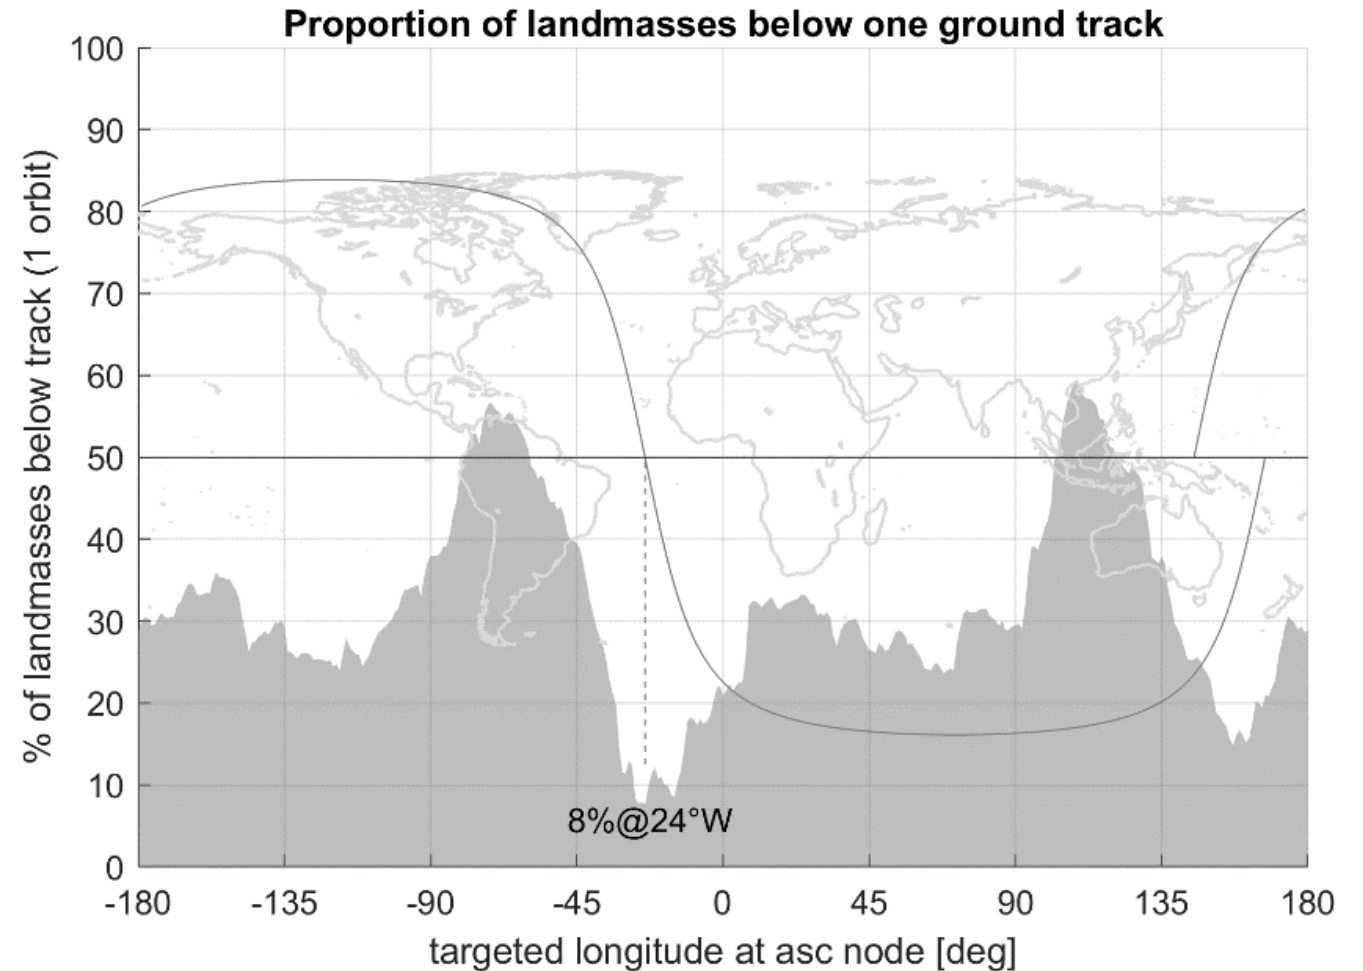 Proportion of landmasses below one ground track
% of landmasses below track (1 orbit)
100
90
80
70
60
50
40
30
20
10
0
8%@24°W
-180 -135 -90 -45 0 45 90 135 180
targeted longitude at asc node [deg]